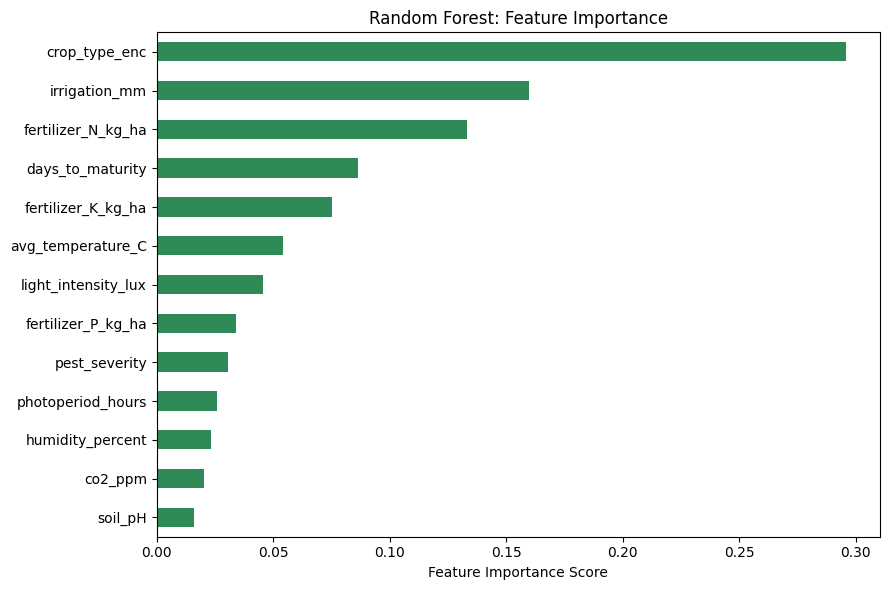 Random Forest: Feature Importance
crop_type_enc
irrigation_mm
fertilizer_N_kg_ha
days_to_maturity
fertilizer_K_kg_ha
avg_temperature_C
light_intensity_lux
fertilizer_P_kg_ha
pest_severity
photoperiod_hours
humidity_percent
co2_ppm
soil_pH
0.00 0.05 0.10 0.15 0.20 0.25 0.30
Feature Importance Score